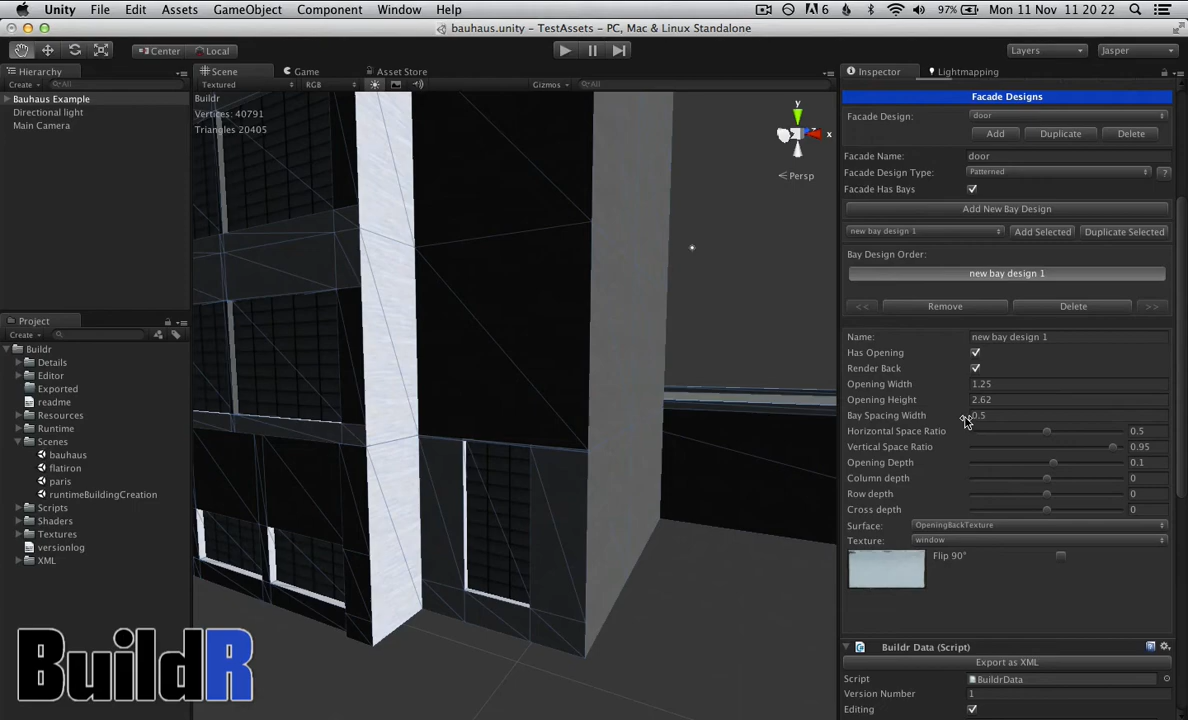 Unity File Edit Assets GameObject Component Window Help
6 97% Mon 11 Nov 11 20 22
bauhaus.unity - TestAssets - PC, Mac & Linux Standalone
Center Local Layers Jasper
Hierarchy
Create All
Bauhaus Example
Directional light
Main Camera
Project
Create
Buildr
Details
Editor
Exported
readme
Resources
Runtime
Scenes
bauhaus
flatiron
paris
runtimeBuildingCreation
Scripts
Shaders
Textures
versionlog
XML
Scene Game Asset Store
Textured RGB Gizmos All
Buildr
Vertices: 40791
Triangles 20405
y
x
Persp
BuildR
Inspector Lightmapping
Facade Designs
Facade Design: door
Add Duplicate Delete
Facade Name: door
Facade Design Type: Patterned ?
Facade Has Bays
Add New Bay Design
new bay design 1 Add Selected Duplicate Selected
Bay Design Order:
new bay design 1
<< Remove Delete >>
Name: new bay design 1
Has Opening
Render Back
Opening Width 1.25
Opening Height 2.62
Bay Spacing Width 0.5
Horizontal Space Ratio 0.5
Vertical Space Ratio 0.95
Opening Depth 0.1
Column depth 0
Row depth 0
Cross depth 0
Surface: OpeningBackTexture
Texture: window
Flip 90°
Buildr Data (Script)
Export as XML
Script BuildrData
Version Number 1
Editing